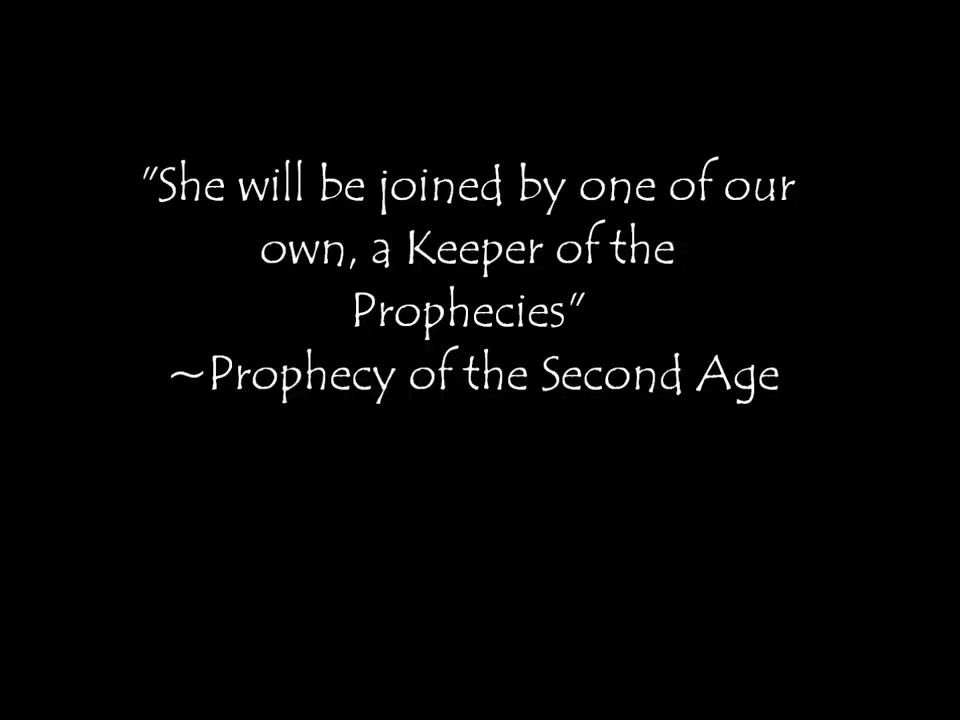 "She will be joined by one of our
own, a Keeper of the
Prophecies"
~Prophecy of the Second Age